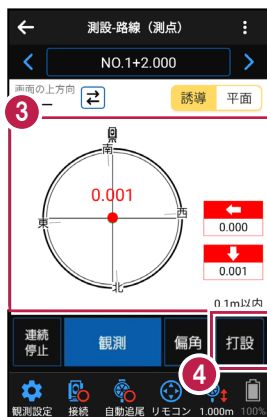 測設-路線（測点）
NO.1+2.000
画面の上方向
誘導 平面
3
南
0.001
東
西
0.000
北
0.001
0.1m以内
連続停止
観測
偏角
打設
4
観測設定 接続 自動追尾 リモコン 1.000m 100%